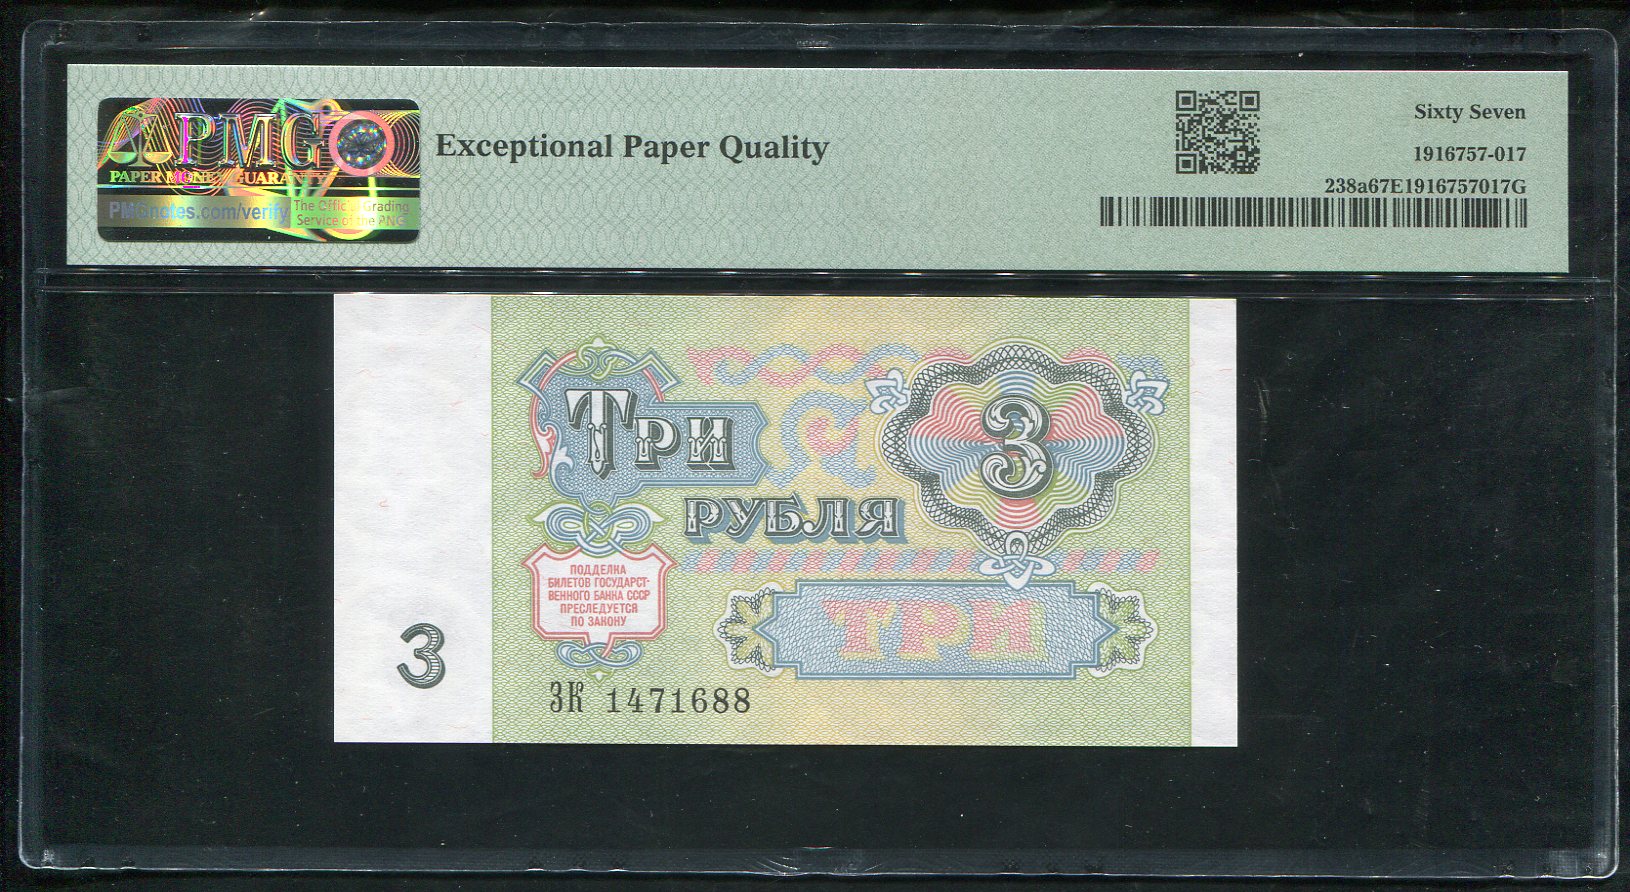 PMG
PAPER MONEY GUARANTY
PMGnotes.com/verify
The Official Grading
Service of the PNG
Exceptional Paper Quality
Sixty Seven
1916757-017
238a67E1916757017G
ТРИ
РУБЛЯ
3
ПОДДЕЛКА
БИЛЕТОВ ГОСУДАРСТ-
ВЕННОГО БАНКА СССР
ПРЕСЛЕДУЕТСЯ
ПО ЗАКОНУ
ТРИ
3
ЗК 1471688